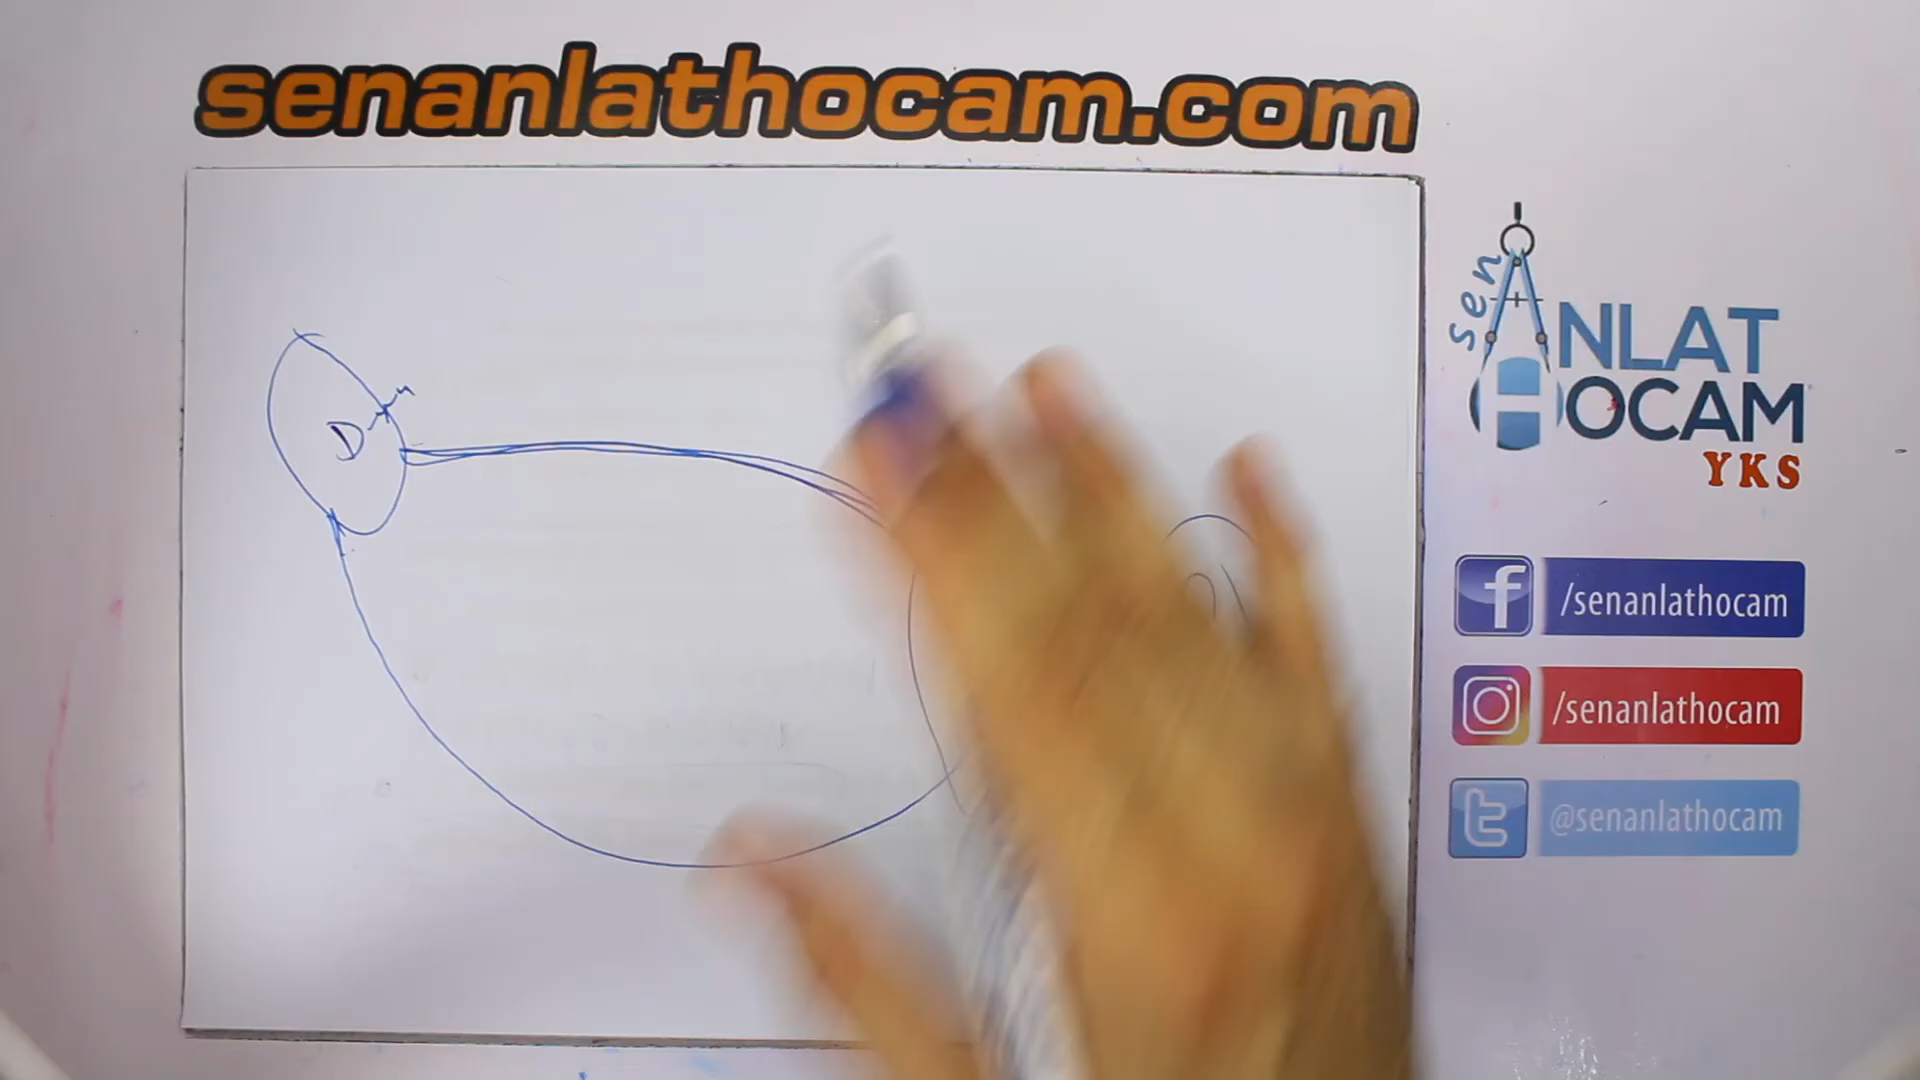 senanlathocam.com
sen
ANLAT
HOCAM
YKS
D
/senanlathocam
/senanlathocam
@senanlathocam